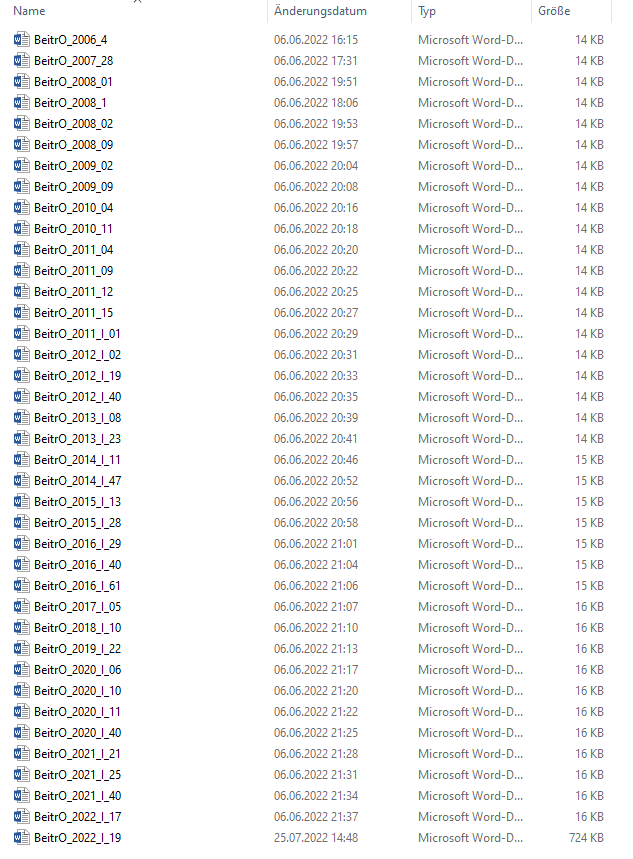 Name Änderungsdatum Typ Größe
BeitrO_2006_4 06.06.2022 16:15 Microsoft Word-D... 14 KB
BeitrO_2007_28 06.06.2022 17:31 Microsoft Word-D... 14 KB
BeitrO_2008_01 06.06.2022 19:51 Microsoft Word-D... 14 KB
BeitrO_2008_1 06.06.2022 18:06 Microsoft Word-D... 14 KB
BeitrO_2008_02 06.06.2022 19:53 Microsoft Word-D... 14 KB
BeitrO_2008_09 06.06.2022 19:57 Microsoft Word-D... 14 KB
BeitrO_2009_02 06.06.2022 20:04 Microsoft Word-D... 14 KB
BeitrO_2009_09 06.06.2022 20:08 Microsoft Word-D... 14 KB
BeitrO_2010_04 06.06.2022 20:16 Microsoft Word-D... 14 KB
BeitrO_2010_11 06.06.2022 20:18 Microsoft Word-D... 14 KB
BeitrO_2011_04 06.06.2022 20:20 Microsoft Word-D... 14 KB
BeitrO_2011_09 06.06.2022 20:22 Microsoft Word-D... 14 KB
BeitrO_2011_12 06.06.2022 20:25 Microsoft Word-D... 14 KB
BeitrO_2011_15 06.06.2022 20:27 Microsoft Word-D... 14 KB
BeitrO_2011_I_01 06.06.2022 20:29 Microsoft Word-D... 14 KB
BeitrO_2012_I_02 06.06.2022 20:31 Microsoft Word-D... 14 KB
BeitrO_2012_I_19 06.06.2022 20:33 Microsoft Word-D... 14 KB
BeitrO_2012_I_40 06.06.2022 20:35 Microsoft Word-D... 14 KB
BeitrO_2013_I_08 06.06.2022 20:39 Microsoft Word-D... 14 KB
BeitrO_2013_I_23 06.06.2022 20:41 Microsoft Word-D... 14 KB
BeitrO_2014_I_11 06.06.2022 20:46 Microsoft Word-D... 15 KB
BeitrO_2014_I_47 06.06.2022 20:52 Microsoft Word-D... 15 KB
BeitrO_2015_I_13 06.06.2022 20:56 Microsoft Word-D... 15 KB
BeitrO_2015_I_28 06.06.2022 20:58 Microsoft Word-D... 15 KB
BeitrO_2016_I_29 06.06.2022 21:01 Microsoft Word-D... 15 KB
BeitrO_2016_I_40 06.06.2022 21:04 Microsoft Word-D... 15 KB
BeitrO_2016_I_61 06.06.2022 21:06 Microsoft Word-D... 15 KB
BeitrO_2017_I_05 06.06.2022 21:07 Microsoft Word-D... 16 KB
BeitrO_2018_I_10 06.06.2022 21:10 Microsoft Word-D... 16 KB
BeitrO_2019_I_22 06.06.2022 21:13 Microsoft Word-D... 16 KB
BeitrO_2020_I_06 06.06.2022 21:17 Microsoft Word-D... 16 KB
BeitrO_2020_I_10 06.06.2022 21:20 Microsoft Word-D... 16 KB
BeitrO_2020_I_11 06.06.2022 21:22 Microsoft Word-D... 16 KB
BeitrO_2020_I_40 06.06.2022 21:25 Microsoft Word-D... 16 KB
BeitrO_2021_I_21 06.06.2022 21:28 Microsoft Word-D... 16 KB
BeitrO_2021_I_25 06.06.2022 21:31 Microsoft Word-D... 16 KB
BeitrO_2021_I_40 06.06.2022 21:34 Microsoft Word-D... 16 KB
BeitrO_2022_I_17 06.06.2022 21:37 Microsoft Word-D... 16 KB
BeitrO_2022_I_19 25.07.2022 14:48 Microsoft Word-D... 724 KB